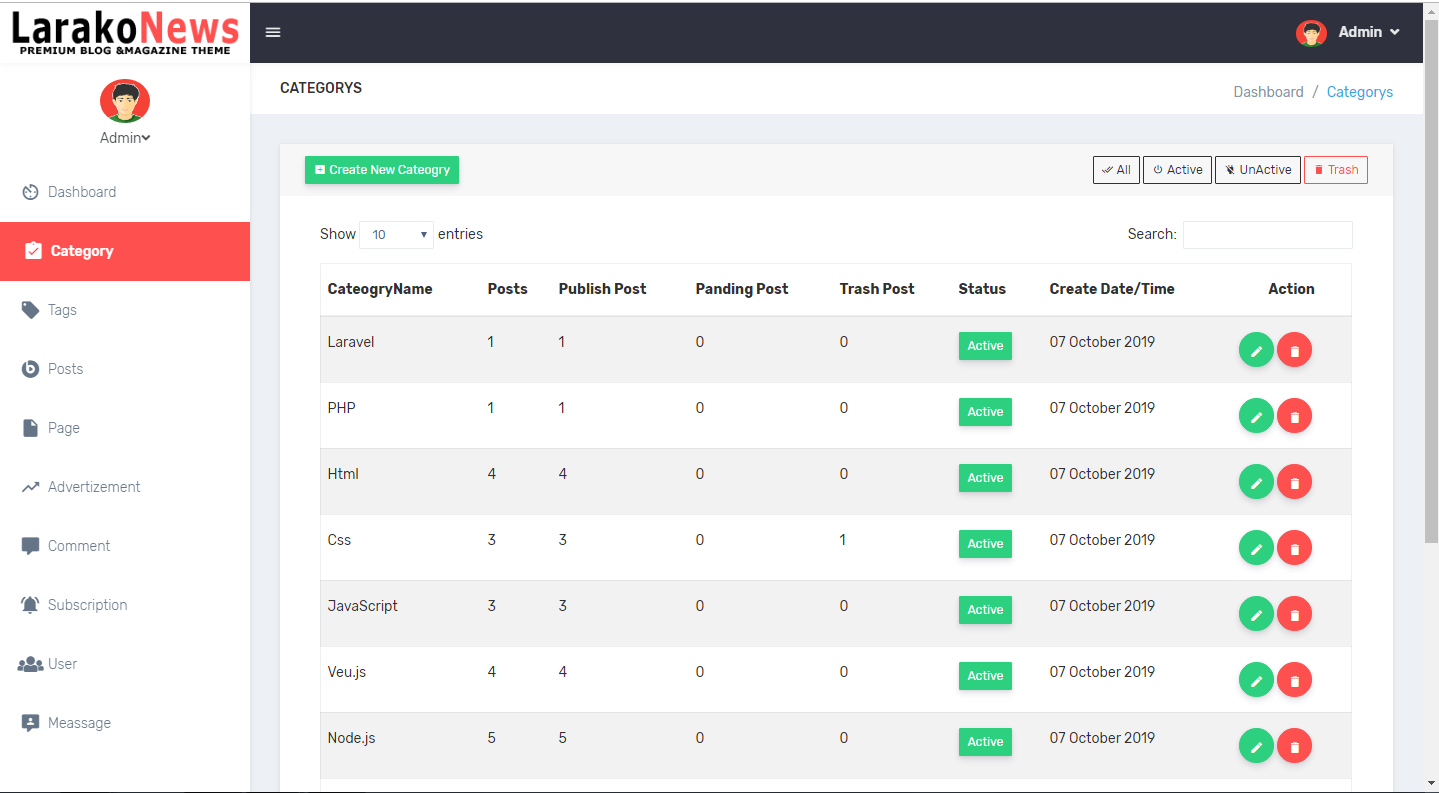 LarakoNews
PREMIUM BLOG &MAGAZINE THEME
Admin
Admin
Dashboard
Category
Tags
Posts
Page
Advertizement
Comment
Subscription
User
Meassage
CATEGORYS
Dashboard / Categorys
Create New Cateogry
All Active UnActive Trash
Show 10 entries
Search:
CateogryName Posts Publish Post Panding Post Trash Post Status Create Date/Time Action
Laravel 1 1 0 0 Active 07 October 2019
PHP 1 1 0 0 Active 07 October 2019
Html 4 4 0 0 Active 07 October 2019
Css 3 3 0 1 Active 07 October 2019
JavaScript 3 3 0 0 Active 07 October 2019
Veu.js 4 4 0 0 Active 07 October 2019
Node.js 5 5 0 0 Active 07 October 2019